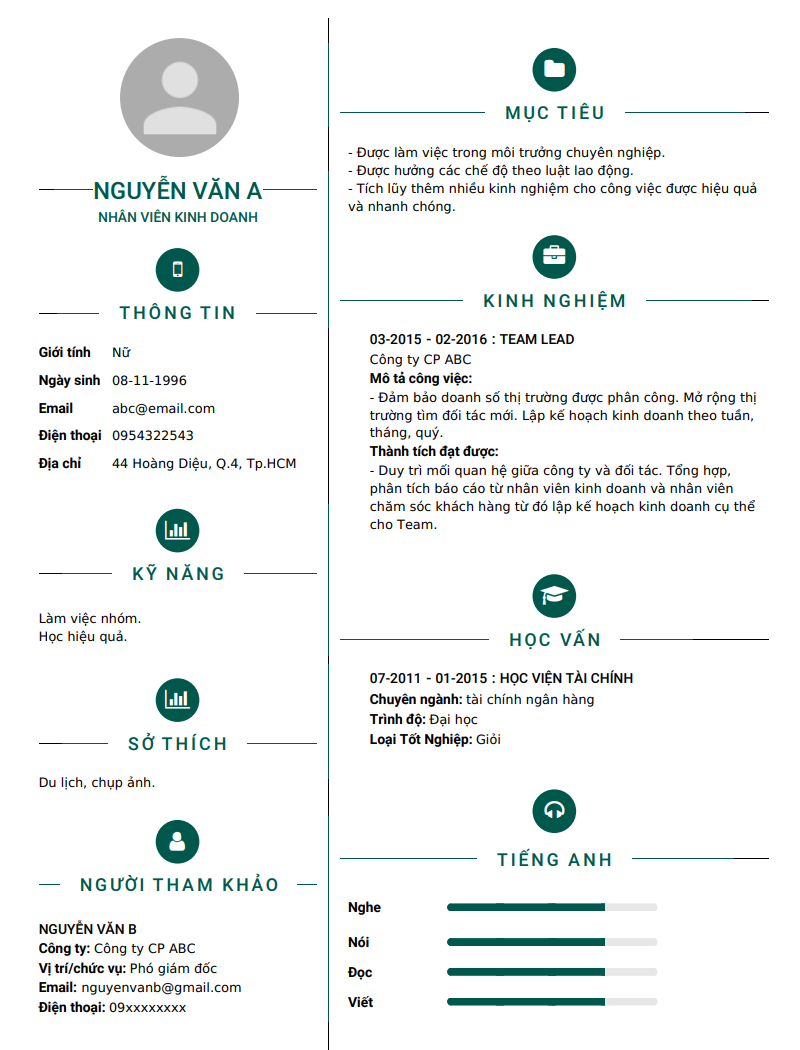 NGUYỄN VĂN A
NHÂN VIÊN KINH DOANH
THÔNG TIN
Giới tính Nữ
Ngày sinh 08-11-1996
Email abc@email.com
Điện thoại 0954322543
Địa chỉ 44 Hoàng Diệu, Q.4, Tp.HCM
KỸ NĂNG
Làm việc nhóm.
Học hiệu quả.
SỞ THÍCH
Du lịch, chụp ảnh.
NGƯỜI THAM KHẢO
NGUYỄN VĂN B
Công ty: Công ty CP ABC
Vị trí/chức vụ: Phó giám đốc
Email: nguyenvanb@gmail.com
Điện thoại: 09xxxxxxxx
MỤC TIÊU
- Được làm việc trong môi trưởng chuyên nghiệp.
- Được hưởng các chế độ theo luật lao động.
- Tích lũy thêm nhiều kinh nghiệm cho công việc được hiệu quả
và nhanh chóng.
KINH NGHIỆM
03-2015 - 02-2016 : TEAM LEAD
Công ty CP ABC
Mô tả công việc:
- Đảm bảo doanh số thị trường được phân công. Mở rộng thị
trường tìm đối tác mới. Lập kế hoạch kinh doanh theo tuần,
tháng, quý.
Thành tích đạt được:
- Duy trì mối quan hệ giữa công ty và đối tác. Tổng hợp,
phân tích báo cáo từ nhân viên kinh doanh và nhân viên
chăm sóc khách hàng từ đó lập kế hoạch kinh doanh cụ thể
cho Team.
HỌC VẤN
07-2011 - 01-2015 : HỌC VIỆN TÀI CHÍNH
Chuyên ngành: tài chính ngân hàng
Trình độ: Đại học
Loại Tốt Nghiệp: Giỏi
TIẾNG ANH
Nghe
Nói
Đọc
Viết